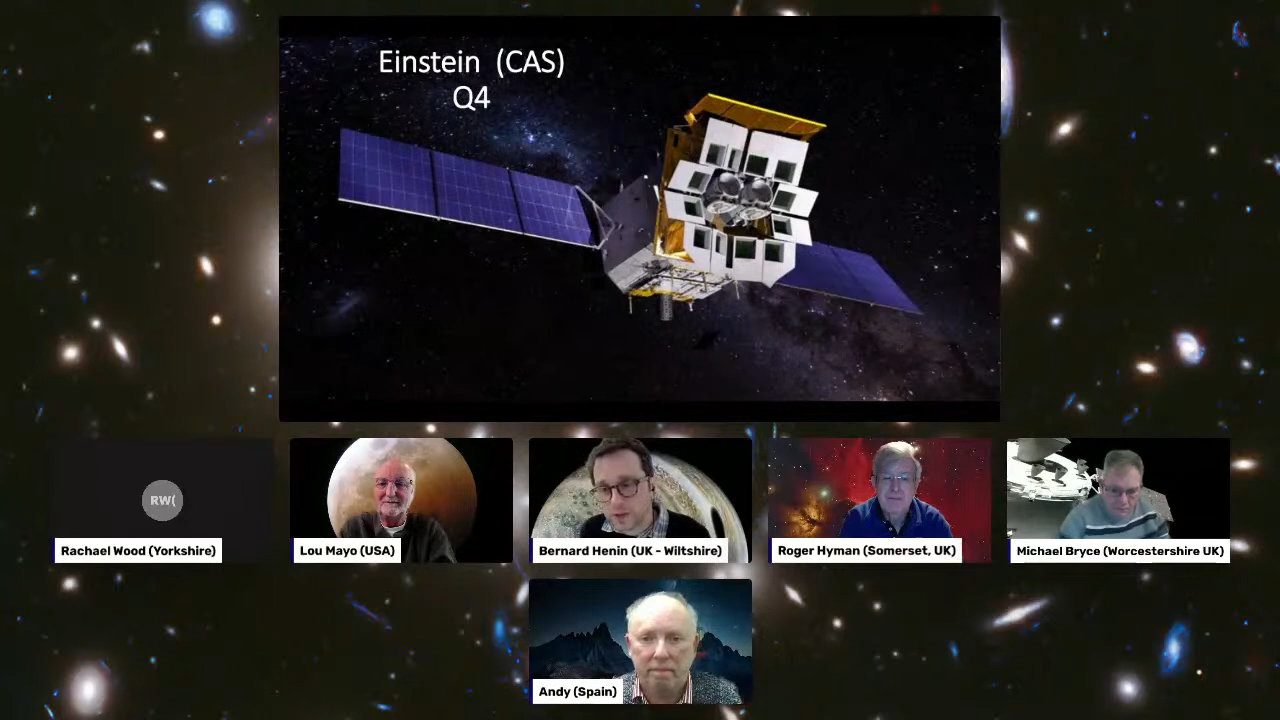 Einstein (CAS)
Q4
RW(
Rachael Wood (Yorkshire)
Lou Mayo (USA)
Bernard Henin (UK - Wiltshire)
Roger Hyman (Somerset, UK)
Michael Bryce (Worcestershire UK)
Andy (Spain)